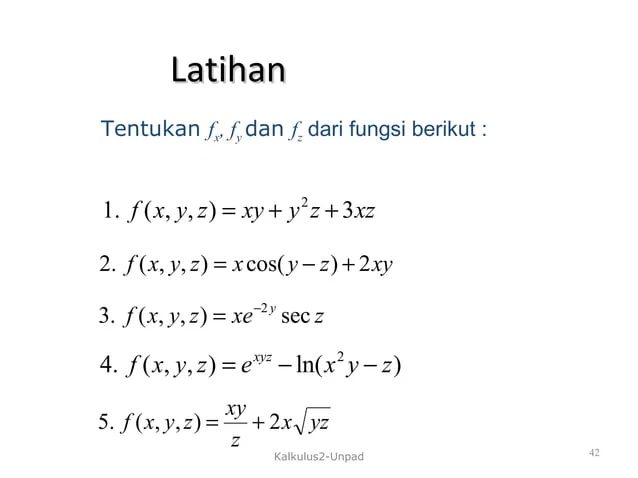 Latihan
Tentukan fx, fy dan fz dari fungsi berikut :
1. f (x, y, z) = xy + y²z + 3xz
2. f (x, y, z) = x cos( y − z) + 2xy
3. f (x, y, z) = xe⁻²ʸ sec z
4. f (x, y, z) = e^xyz − ln(x²y − z)
5. f (x, y, z) = xy/z + 2x√yz
Kalkulus2-Unpad
42